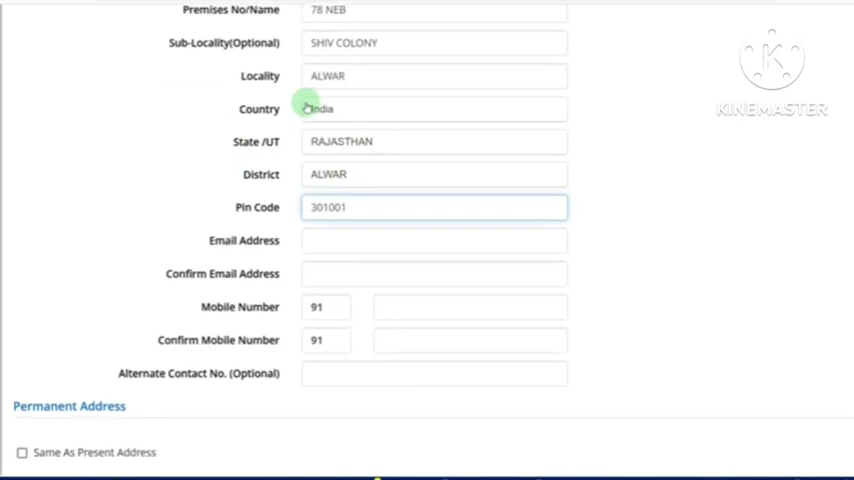 Premises No/Name 78 NEB
Sub-Locality(Optional) SHIV COLONY
Locality ALWAR
Country India
State /UT RAJASTHAN
District ALWAR
Pin Code 301001
Email Address
Confirm Email Address
Mobile Number 91
Confirm Mobile Number 91
Alternate Contact No. (Optional)
Permanent Address
Same As Present Address
KINEMASTER